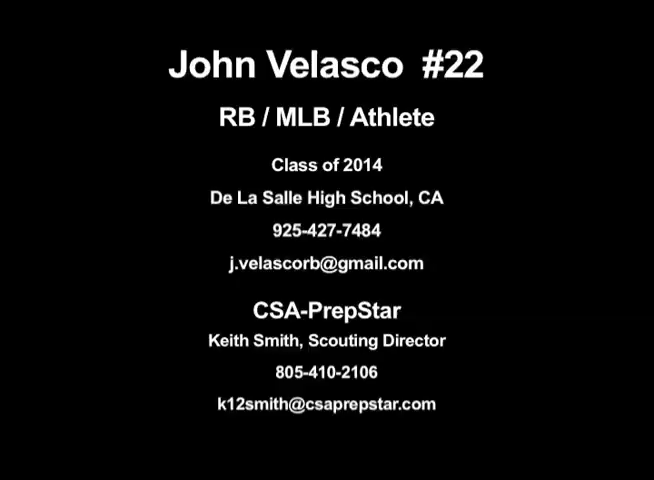 John Velasco #22
RB / MLB / Athlete
Class of 2014
De La Salle High School, CA
925-427-7484
j.velascorb@gmail.com
CSA-PrepStar
Keith Smith, Scouting Director
805-410-2106
k12smith@csaprepstar.com